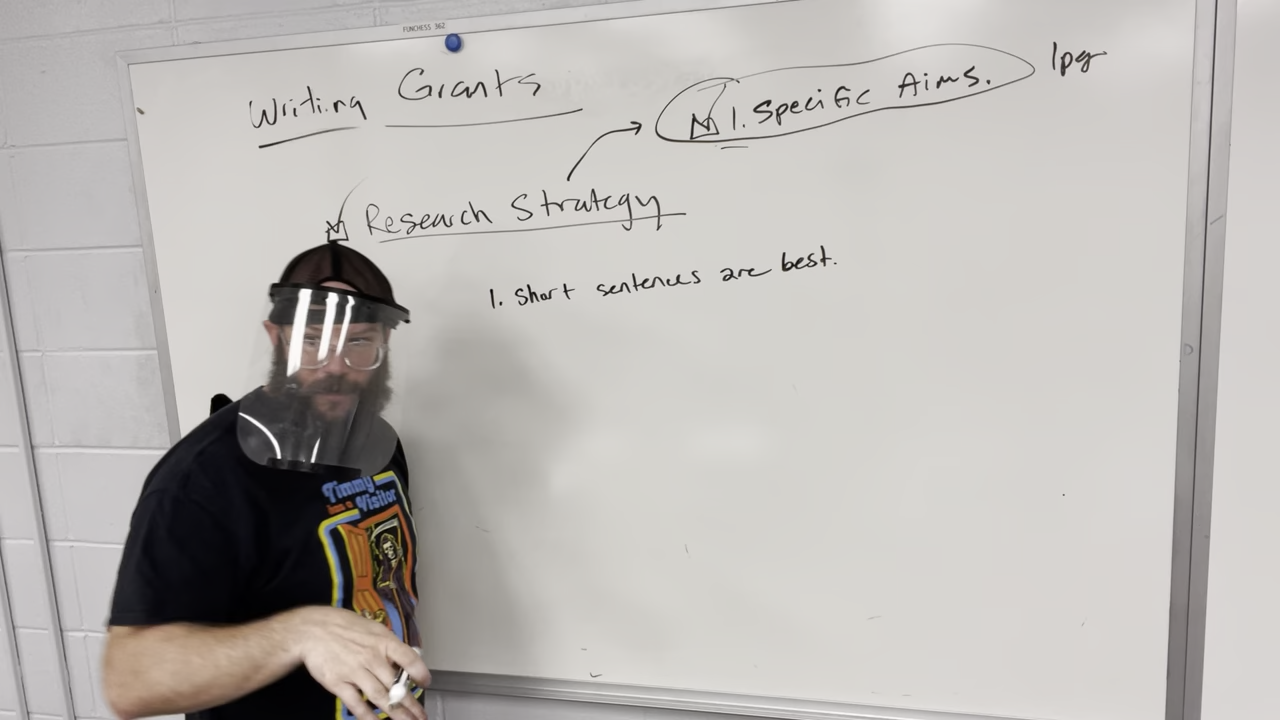 FUNCHESS 362
Writing Grants
1. Specific Aims. 1pg
Research Strategy
1. Short sentences are best.
Timmy
has a
Visitor